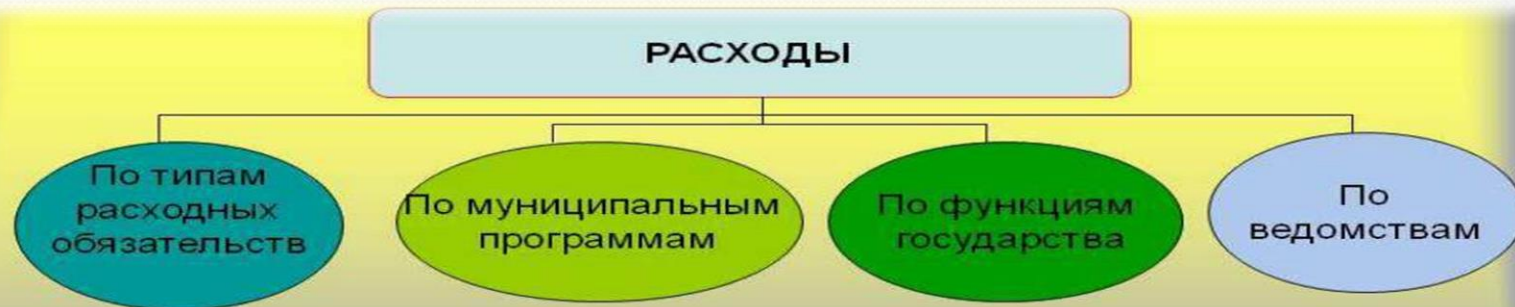 РАСХОДЫ
По типам
расходных
обязательств
По муниципальным
программам
По функциям
государства
По
ведомствам